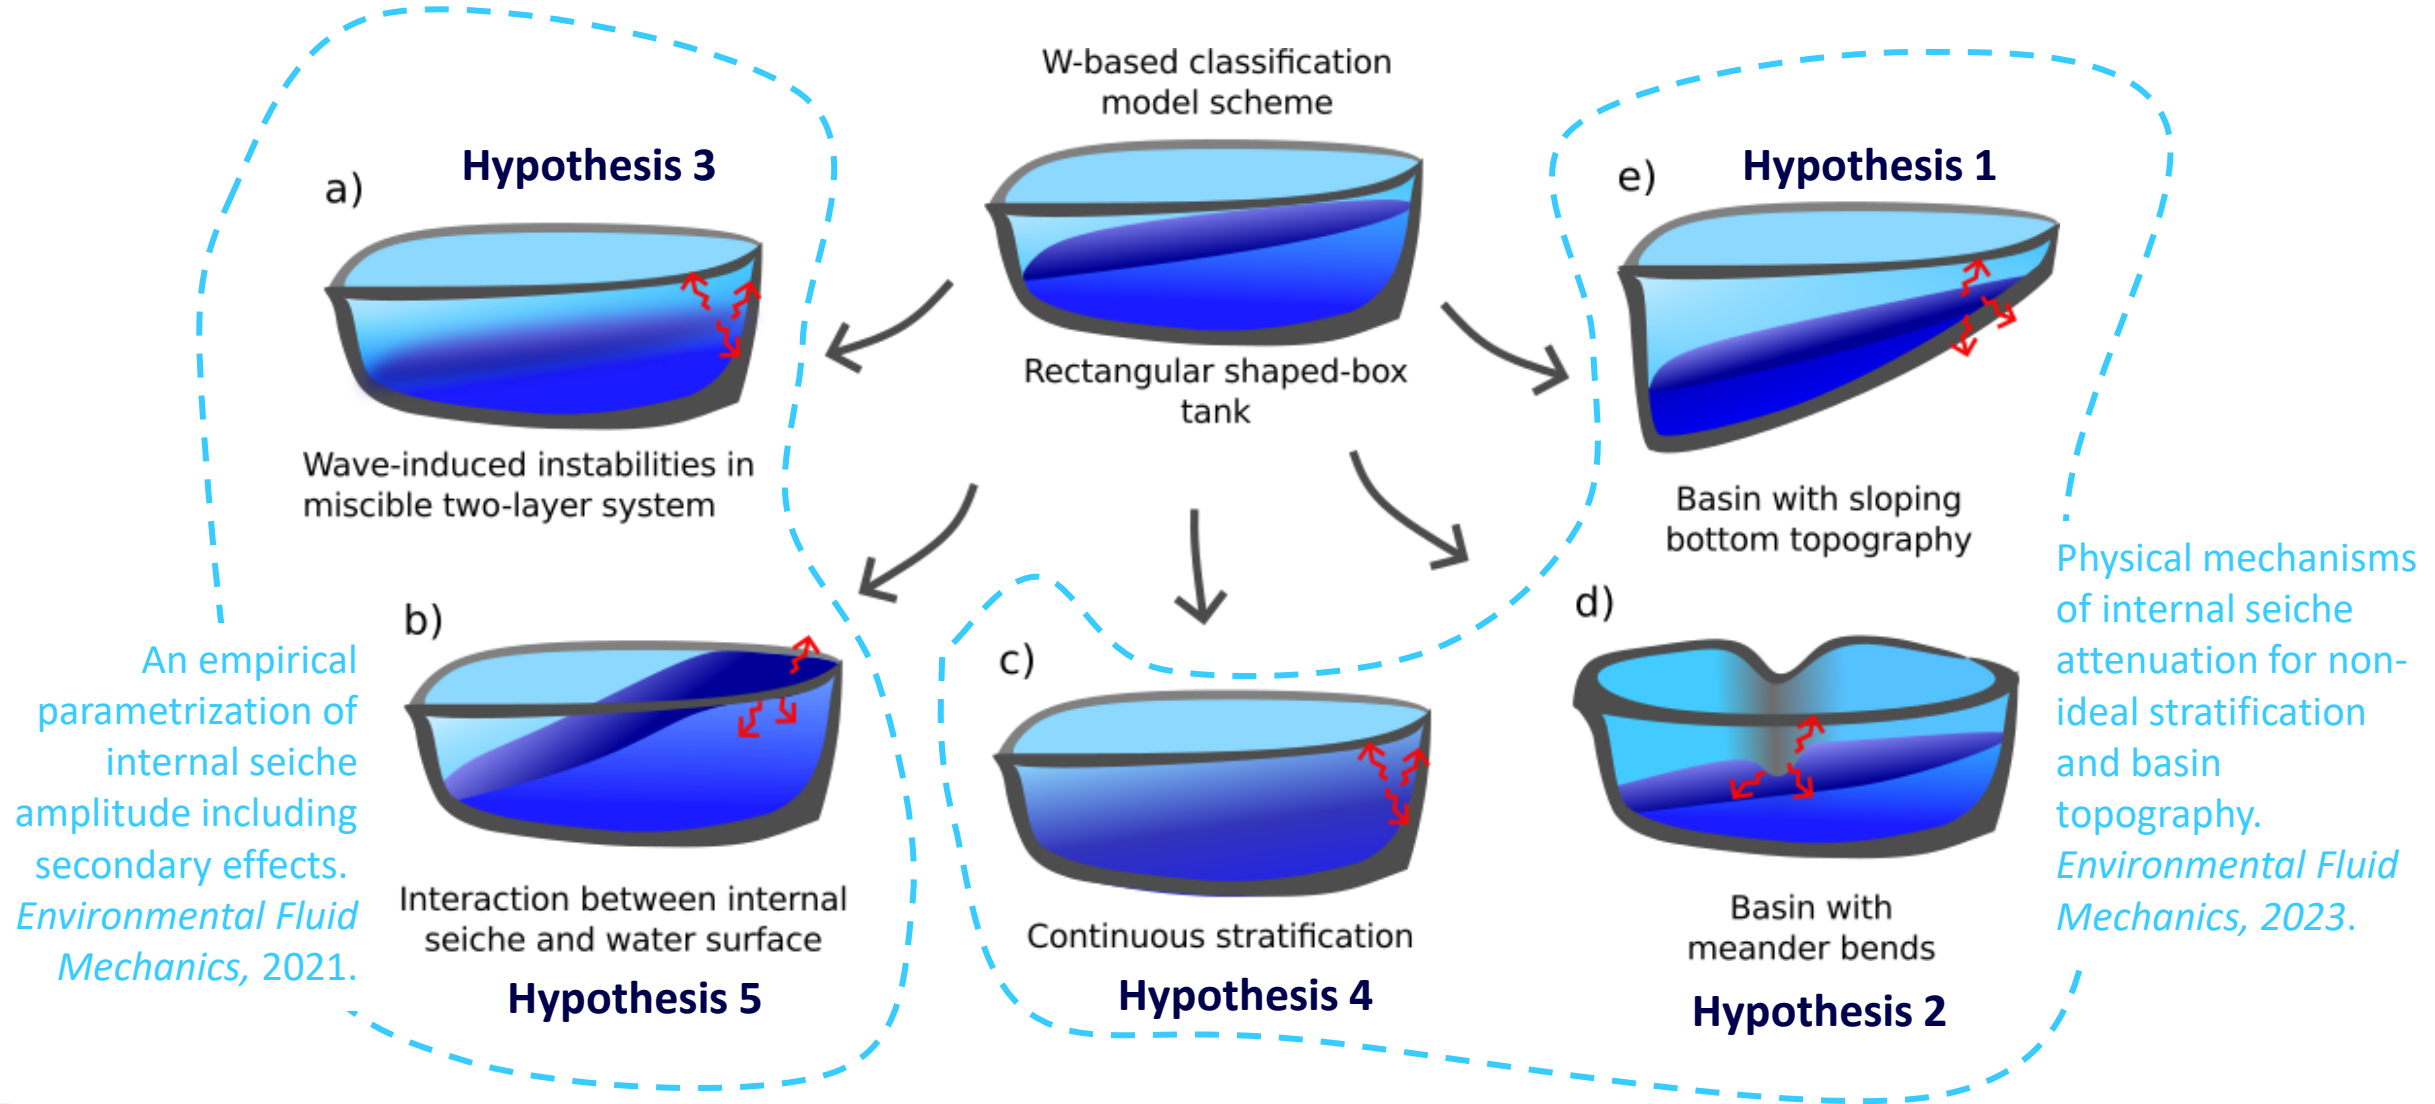 W-based classification
model scheme
Rectangular shaped-box
tank
Hypothesis 3
a)
Wave-induced instabilities in
miscible two-layer system
b)
Interaction between internal
seiche and water surface
Hypothesis 5
An empirical
parametrization of
internal seiche
amplitude including
secondary effects.
Environmental Fluid
Mechanics, 2021.
c)
Continuous stratification
Hypothesis 4
Hypothesis 1
e)
Basin with sloping
bottom topography
d)
Basin with
meander bends
Hypothesis 2
Physical mechanisms
of internal seiche
attenuation for non-
ideal stratification
and basin
topography.
Environmental Fluid
Mechanics, 2023.